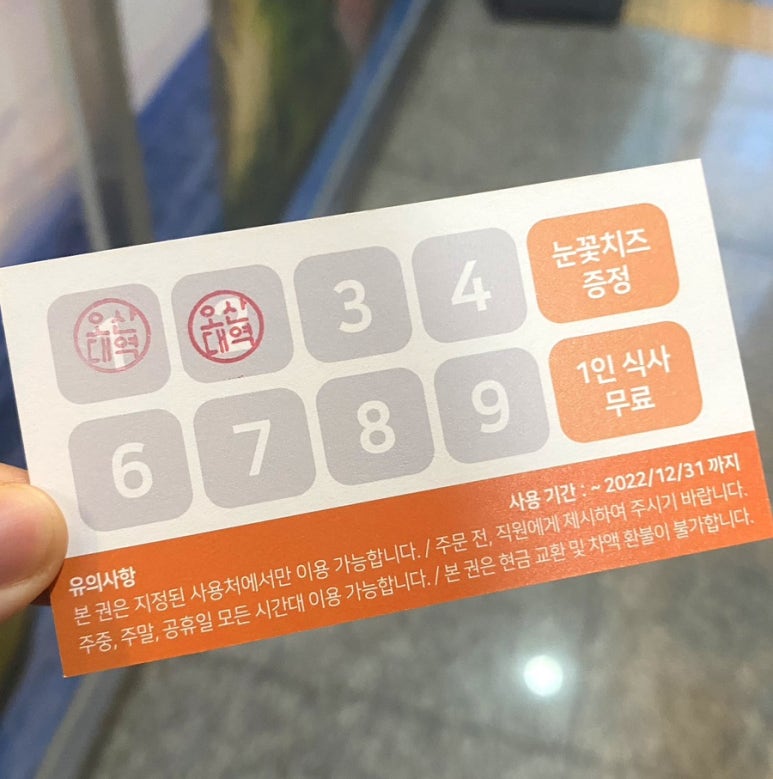 오산
대역
오산
대역
3
4
눈꽃치즈
증정
6
7
8
9
1인 식사
무료
사용 기간 : ~ 2022/12/31 까지
유의사항
본 권은 지정된 사용처에서만 이용 가능합니다. / 주문 전, 직원에게 제시하여 주시기 바랍니다.
주중, 주말, 공휴일 모든 시간대 이용 가능합니다. / 본 권은 현금 교환 및 차액 환불이 불가합니다.